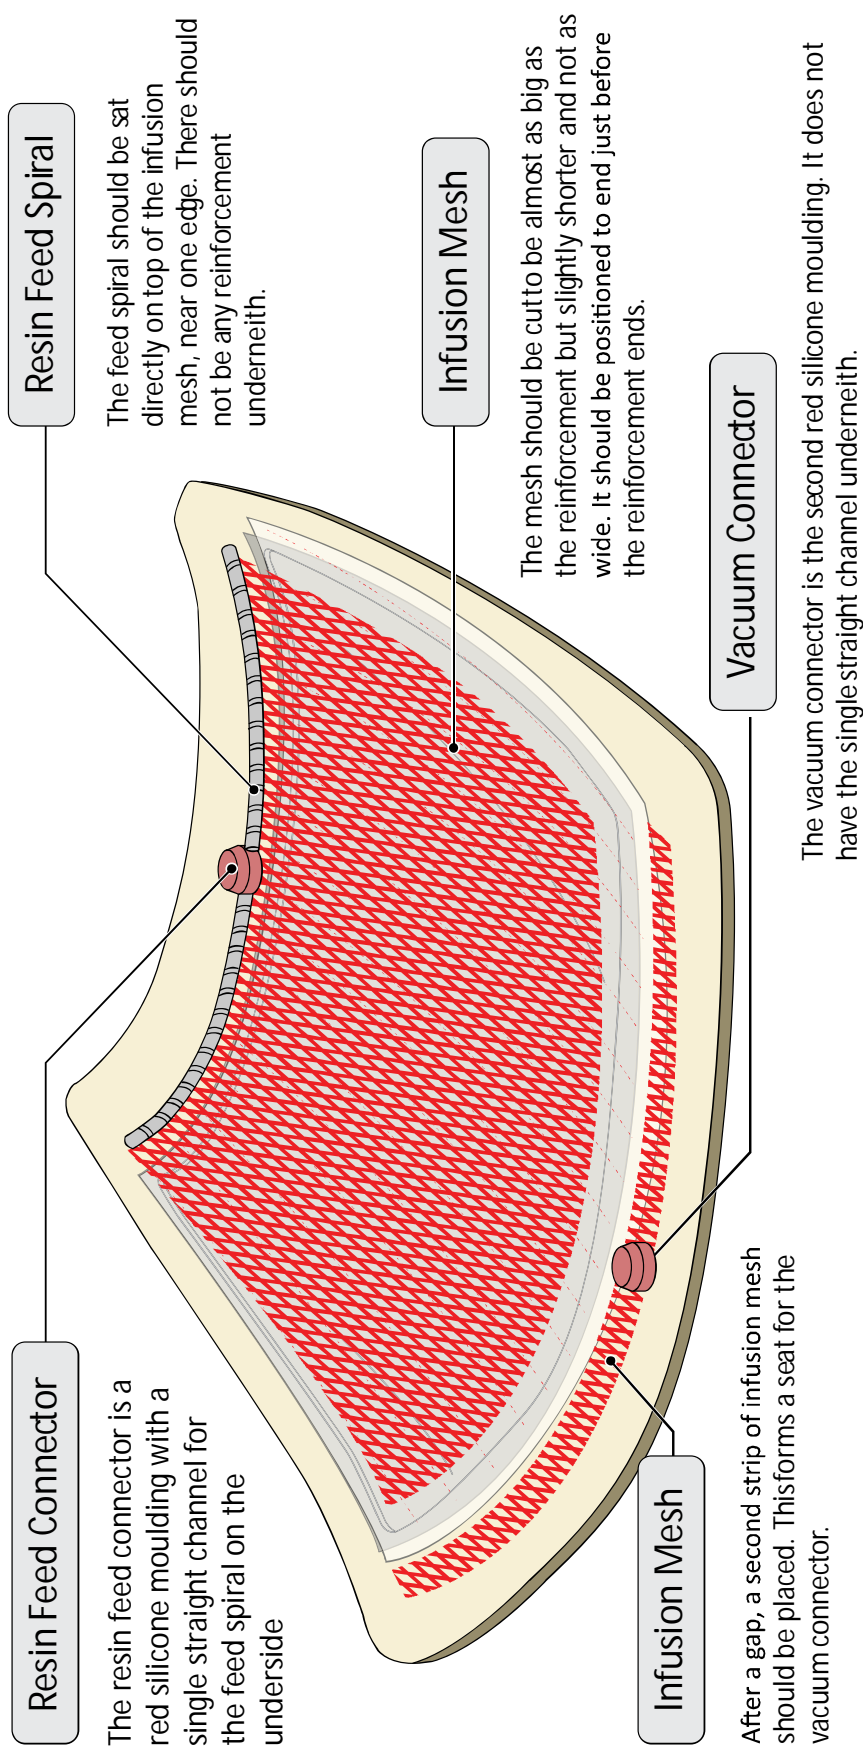 Resin Feed Connector
The resin feed connector is a
red silicone moulding with a
single straight channel for
the feed spiral on the
underside
Resin Feed Spiral
The feed spiral should be sat
directly on top of the infusion
mesh, near one edge. There should
not be any reinforcement
underneith.
Infusion Mesh
The mesh should be cut to be almost as big as
the reinforcement but slightly shorter and not as
wide. It should be positioned to end just before
the reinforcement ends.
Infusion Mesh
After a gap, a second strip of infusion mesh
should be placed. Thisforms a seat for the
vacuum connector.
Vacuum Connector
The vacuum connector is the second red silicone moulding. It does not
have the single straight channel underneith.